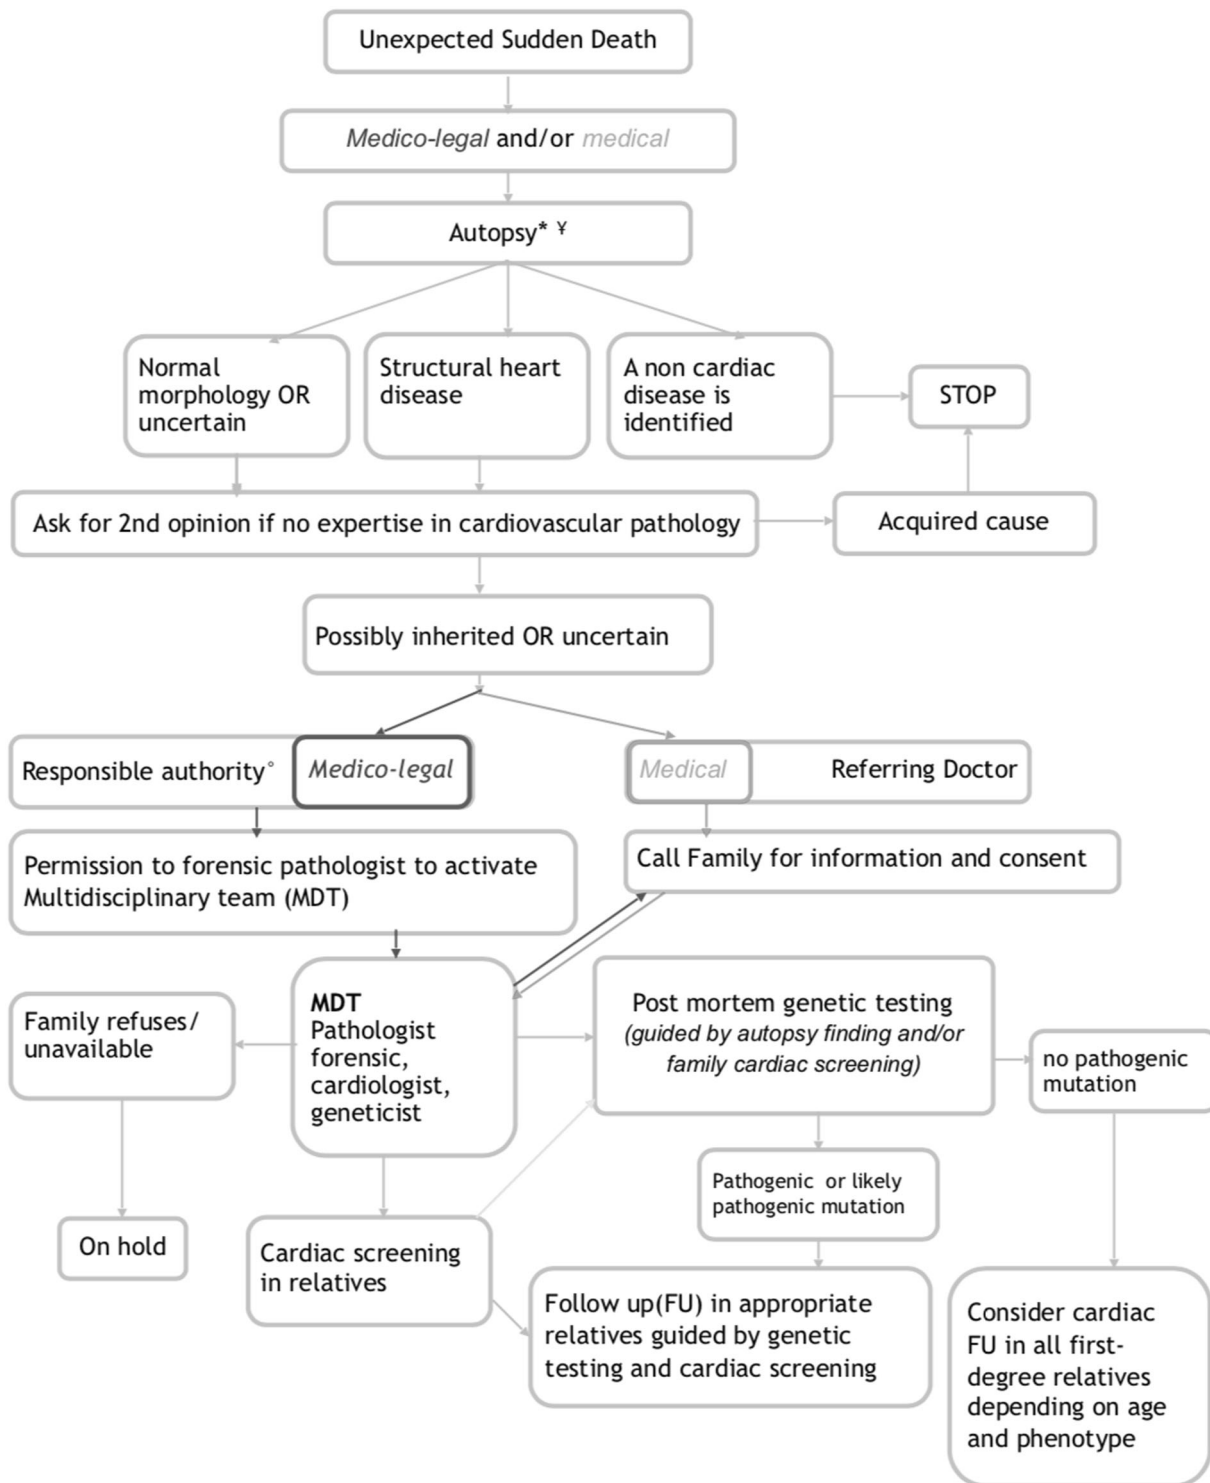 Unexpected Sudden Death
Medico-legal and/or medical
Autopsy* ¥
Normal
morphology OR
uncertain
Structural heart
disease
A non cardiac
disease is
identified
STOP
Ask for 2nd opinion if no expertise in cardiovascular pathology
Acquired cause
Possibly inherited OR uncertain
Responsible authority°
Medico-legal
Medical
Referring Doctor
Permission to forensic pathologist to activate
Multidisciplinary team (MDT)
Call Family for information and consent
Family refuses/
unavailable
MDT
Pathologist
forensic,
cardiologist,
geneticist
Post mortem genetic testing
(guided by autopsy finding and/or
family cardiac screening)
no pathogenic
mutation
Pathogenic or likely
pathogenic mutation
On hold
Cardiac screening
in relatives
Follow up(FU) in appropriate
relatives guided by genetic
testing and cardiac screening
Consider cardiac
FU in all first-
degree relatives
depending on age
and phenotype